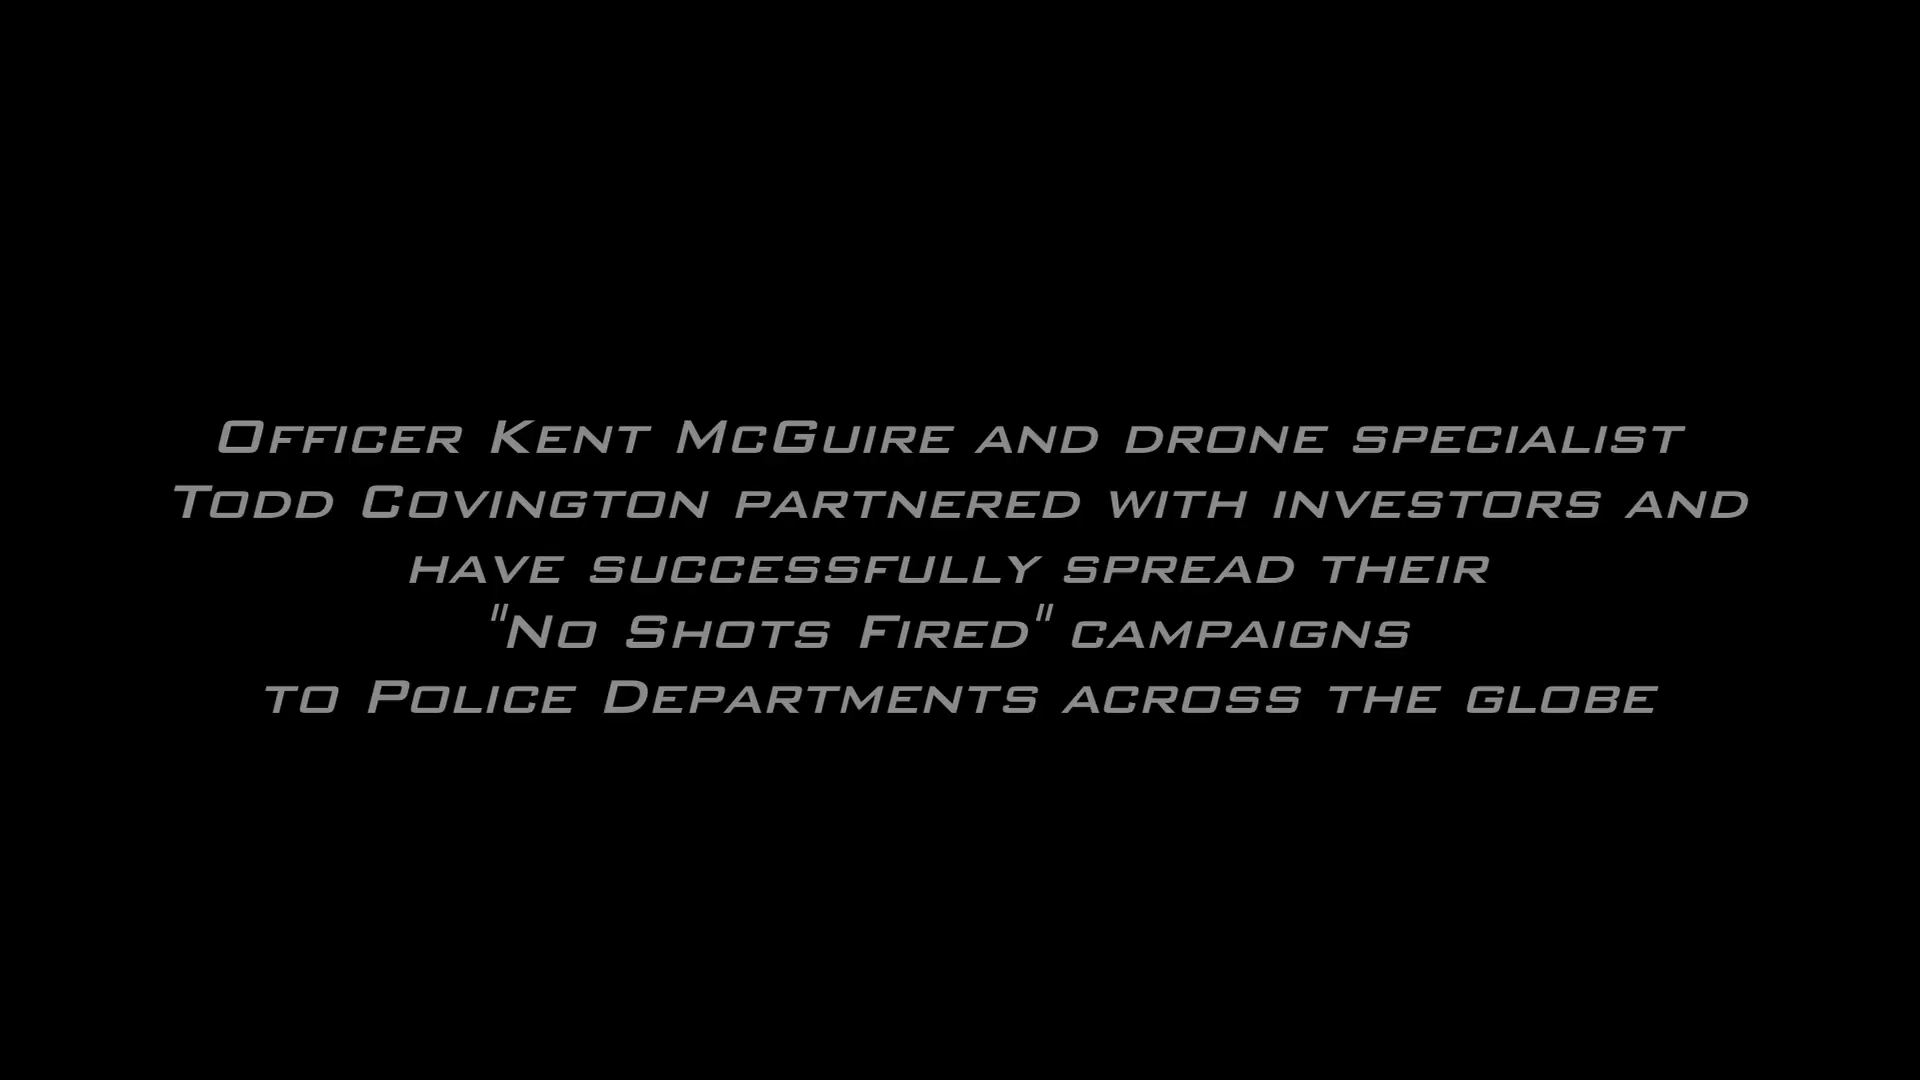 Officer Kent McGuire and drone specialist
Todd Covington partnered with investors and
have successfully spread their
"No Shots Fired" campaigns
to Police Departments across the globe